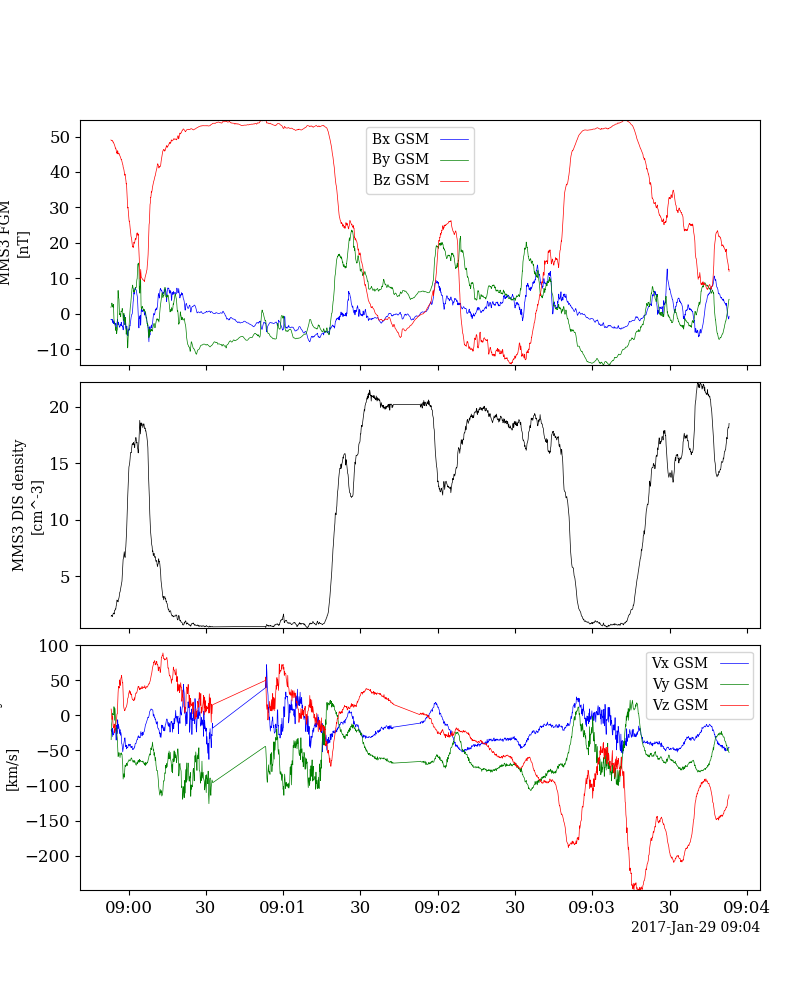 50
40
30
20
10
0
−10
MMS3 FGM
[nT]
Bx GSM
By GSM
Bz GSM
20
15
10
5
MMS3 DIS density
[cm^-3]
100
50
0
−50
−100
−150
−200
[km/s]
Vx GSM
Vy GSM
Vz GSM
09:00 30 09:01 30 09:02 30 09:03 30 09:04
2017-Jan-29 09:04